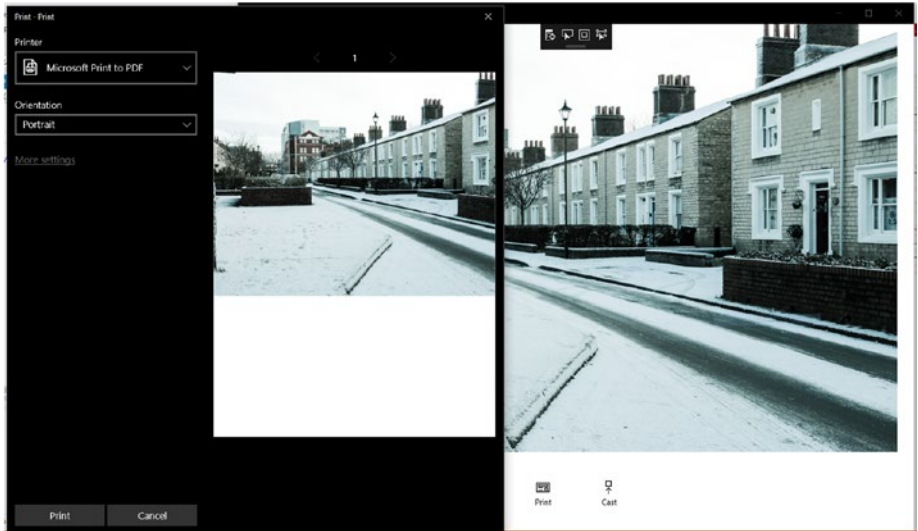 Print - Print
Printer
Microsoft Print to PDF
Orientation
Portrait
More settings
1
Print
Cancel
Print
Cast